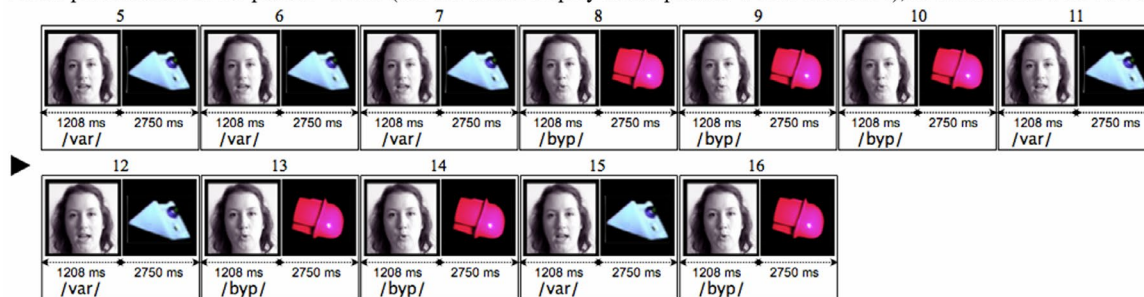 5 6 7 8 9 10 11
1208 ms 2750 ms 1208 ms 2750 ms 1208 ms 2750 ms 1208 ms 2750 ms 1208 ms 2750 ms 1208 ms 2750 ms 1208 ms 2750 ms
/var/ /var/ /var/ /byp/ /byp/ /byp/ /var/
12 13 14 15 16
1208 ms 2750 ms 1208 ms 2750 ms 1208 ms 2750 ms 1208 ms 2750 ms 1208 ms 2750 ms
/var/ /byp/ /byp/ /var/ /byp/